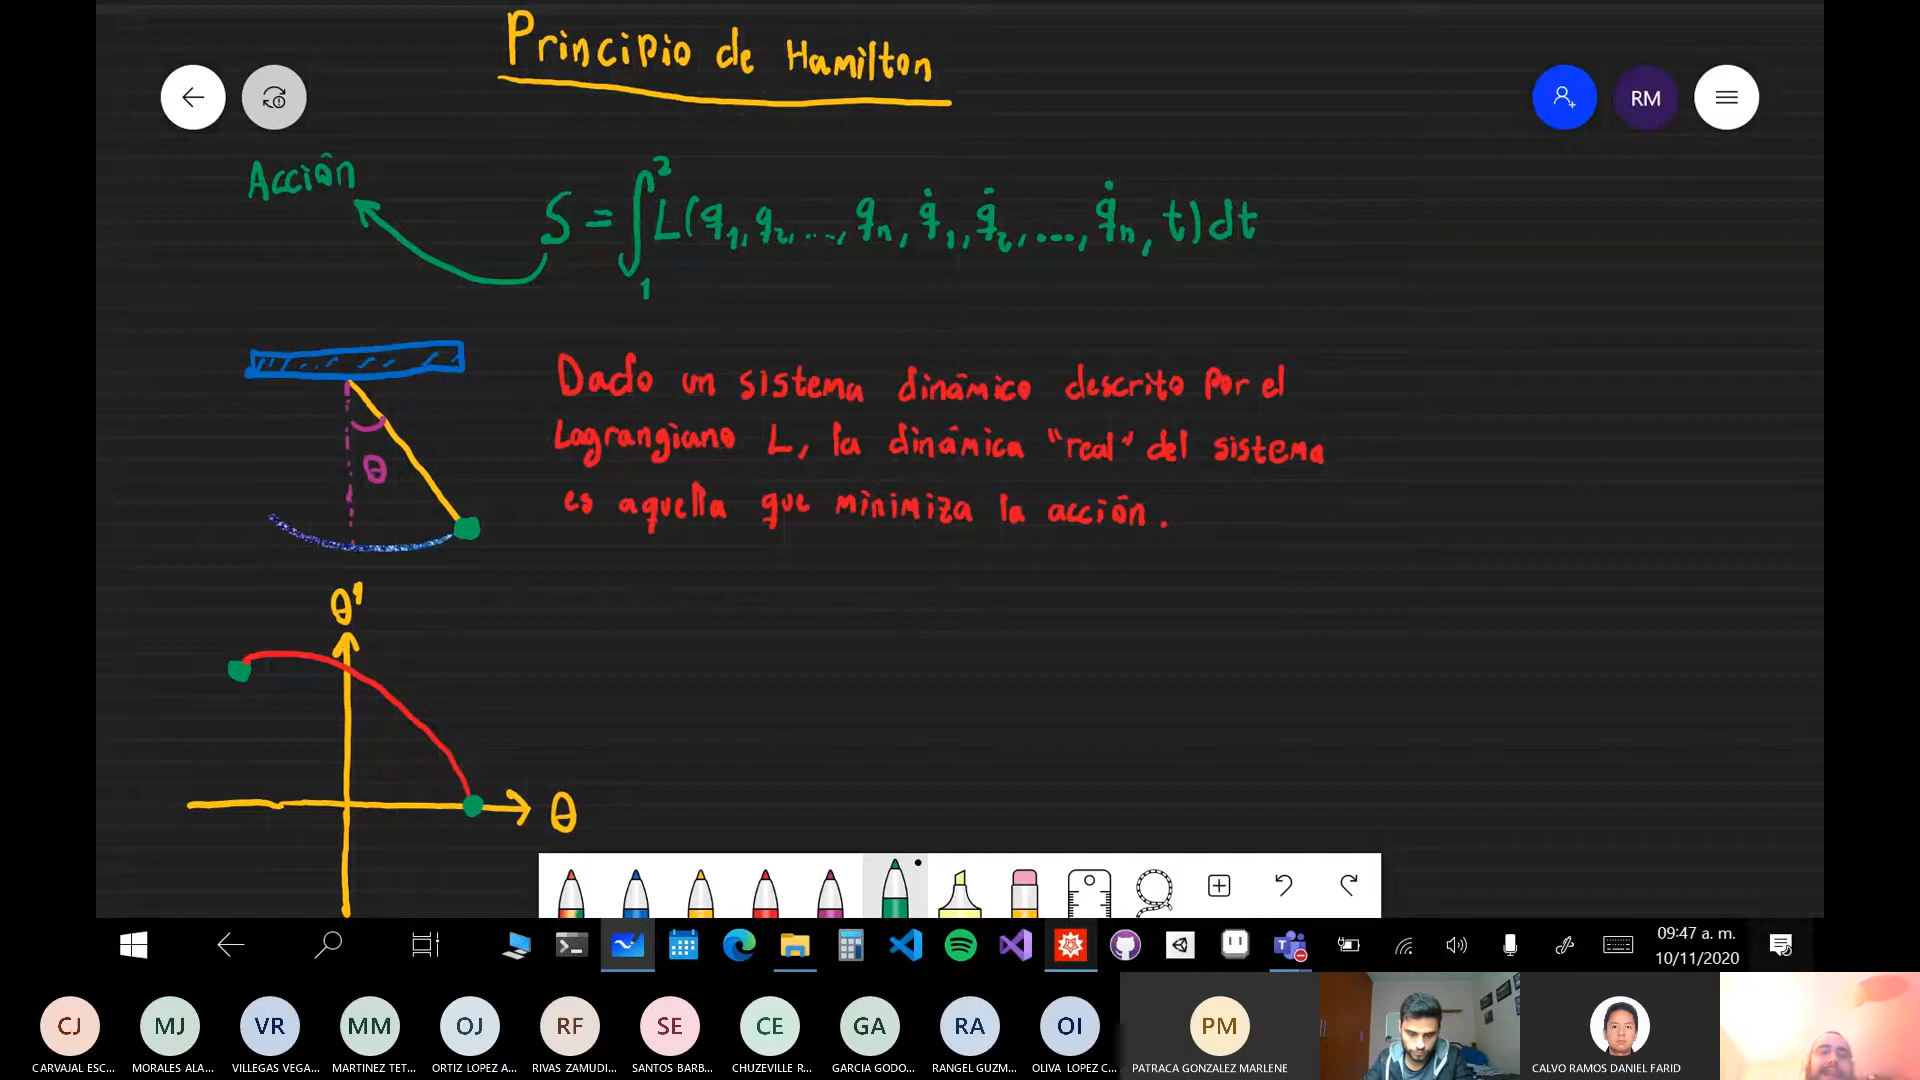 Principio de Hamilton
RM
Acción
S = ∫₁² L(q₁, q₂, ..., qₙ, q̇₁, q̇₂, ..., q̇ₙ, t) dt
Dado un sistema dinámico descrito por el
Lagrangiano L, la dinámica "real" del sistema
es aquella que minimiza la acción.
θ
θ'
θ
09:47 a. m.
10/11/2020
CJ MJ VR MM OJ RF SE CE GA RA OI PM
CARVAJAL ESC... MORALES ALA... VILLEGAS VEGA... MARTINEZ TET... ORTIZ LOPEZ A... RIVAS ZAMUDI... SANTOS BARB... CHUZEVILLE R... GARCIA GODO... RANGEL GUZM... OLIVA LOPEZ C... PATRACA GONZALEZ MARLENE CALVO RAMOS DANIEL FARID